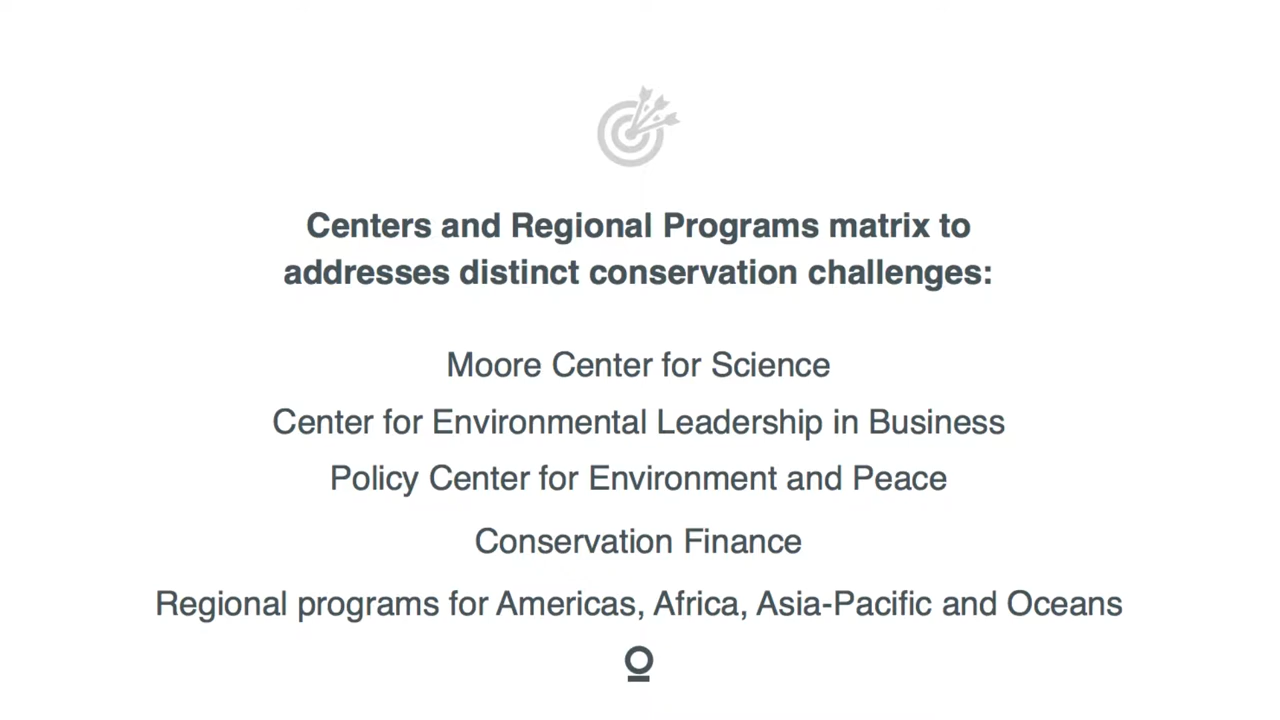 Centers and Regional Programs matrix to
addresses distinct conservation challenges:
Moore Center for Science
Center for Environmental Leadership in Business
Policy Center for Environment and Peace
Conservation Finance
Regional programs for Americas, Africa, Asia-Pacific and Oceans